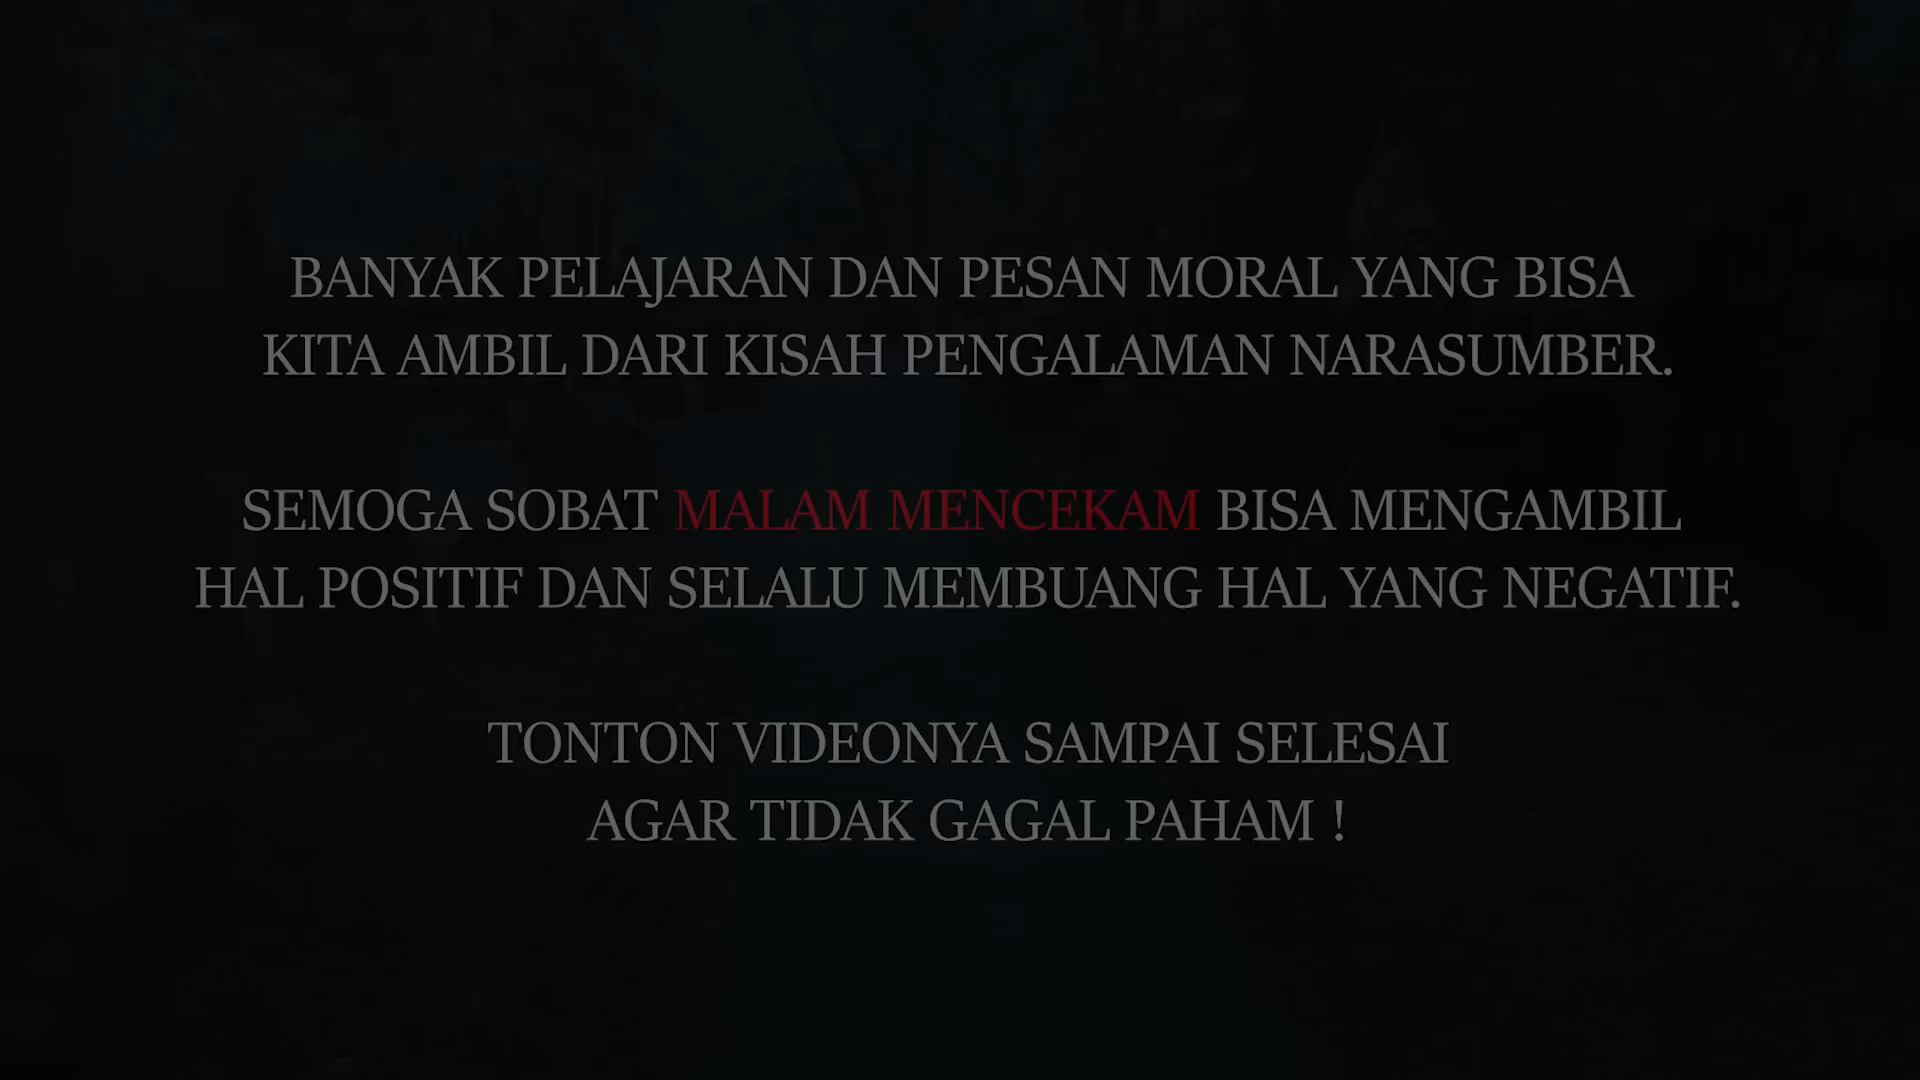 BANYAK PELAJARAN DAN PESAN MORAL YANG BISA
KITA AMBIL DARI KISAH PENGALAMAN NARASUMBER.
SEMOGA SOBAT MALAM MENCEKAM BISA MENGAMBIL
HAL POSITIF DAN SELALU MEMBUANG HAL YANG NEGATIF.
TONTON VIDEONYA SAMPAI SELESAI
AGAR TIDAK GAGAL PAHAM !